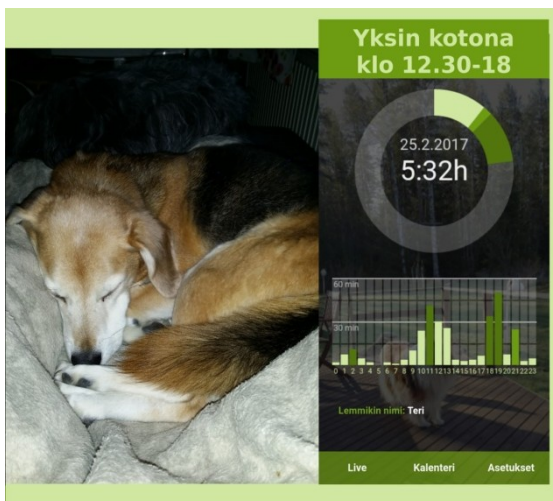 Yksin kotona
klo 12.30-18
25.2.2017
5:32h
60 min
30 min
0 1 2 3 4 5 6 7 8 9 10 11 12 13 14 15 16 17 18 19 20 21 22 23
Lemmikin nimi: Teri
Live Kalenteri Asetukset